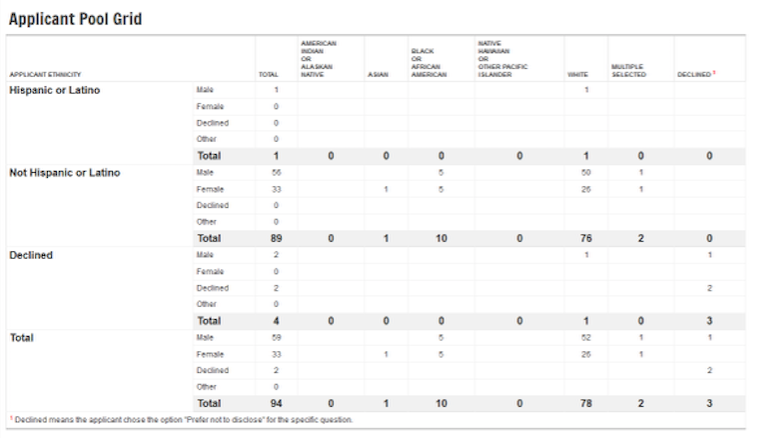 Applicant Pool Grid
APPLICANT ETHNICITY TOTAL AMERICAN INDIAN OR ALASKAN NATIVE ASIAN BLACK OR AFRICAN AMERICAN NATIVE HAWAIIAN OR OTHER PACIFIC ISLANDER WHITE MULTIPLE SELECTED DECLINED 1
Hispanic or Latino Male 1 1
Female 0
Declined 0
Other 0
Total 1 0 0 0 0 1 0 0
Not Hispanic or Latino Male 56 5 50 1
Female 33 1 5 26 1
Declined 0
Other 0
Total 89 0 1 10 0 76 2 0
Declined Male 2 1 1
Female 0
Declined 2 2
Other 0
Total 4 0 0 0 0 1 0 3
Total Male 59 5 52 1 1
Female 33 1 5 26 1
Declined 2 2
Other 0
Total 94 0 1 10 0 78 2 3
1 Declined means the applicant chose the option "Prefer not to disclose" for the specific question.